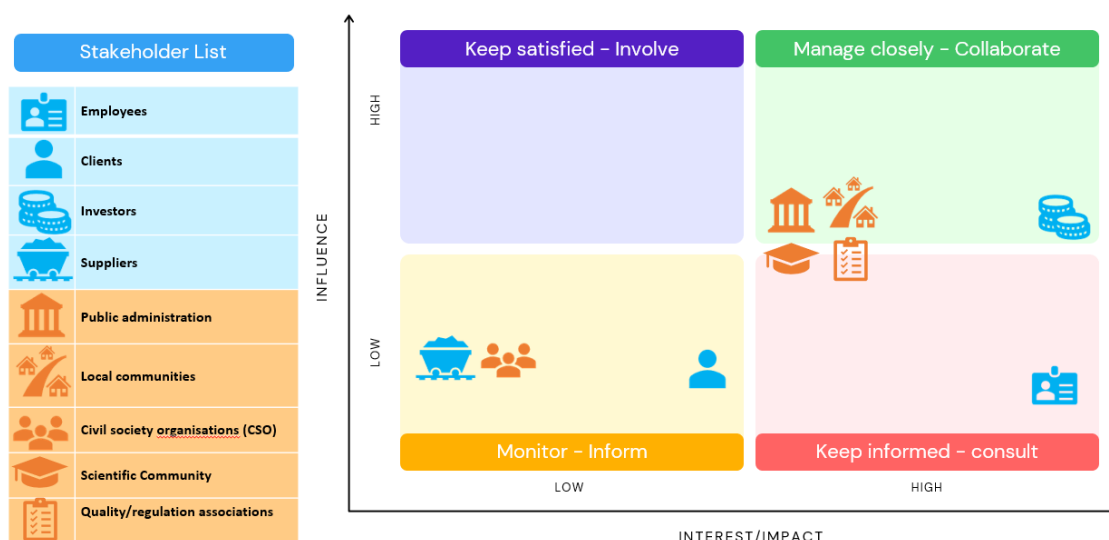 Stakeholder List
Employees
Clients
Investors
Suppliers
Public administration
Local communities
Civil society organisations (CSO)
Scientific Community
Quality/regulation associations
INFLUENCE
HIGH
LOW
Keep satisfied - Involve
Manage closely - Collaborate
Monitor - Inform
Keep informed - consult
LOW
HIGH
INTEREST/IMPACT